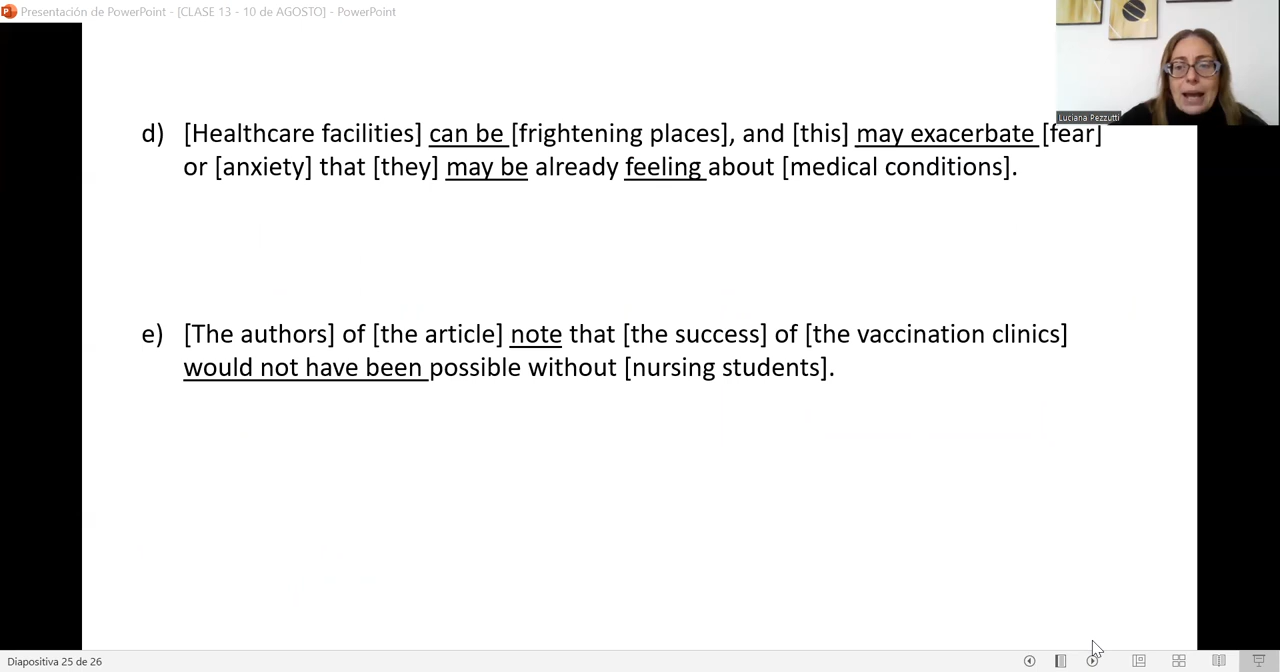 Presentación de PowerPoint - [CLASE 13 - 10 de AGOSTO] - PowerPoint
Luciana Pezzutti
d) [Healthcare facilities] can be [frightening places], and [this] may exacerbate [fear]
or [anxiety] that [they] may be already feeling about [medical conditions].
e) [The authors] of [the article] note that [the success] of [the vaccination clinics]
would not have been possible without [nursing students].
Diapositiva 25 de 26